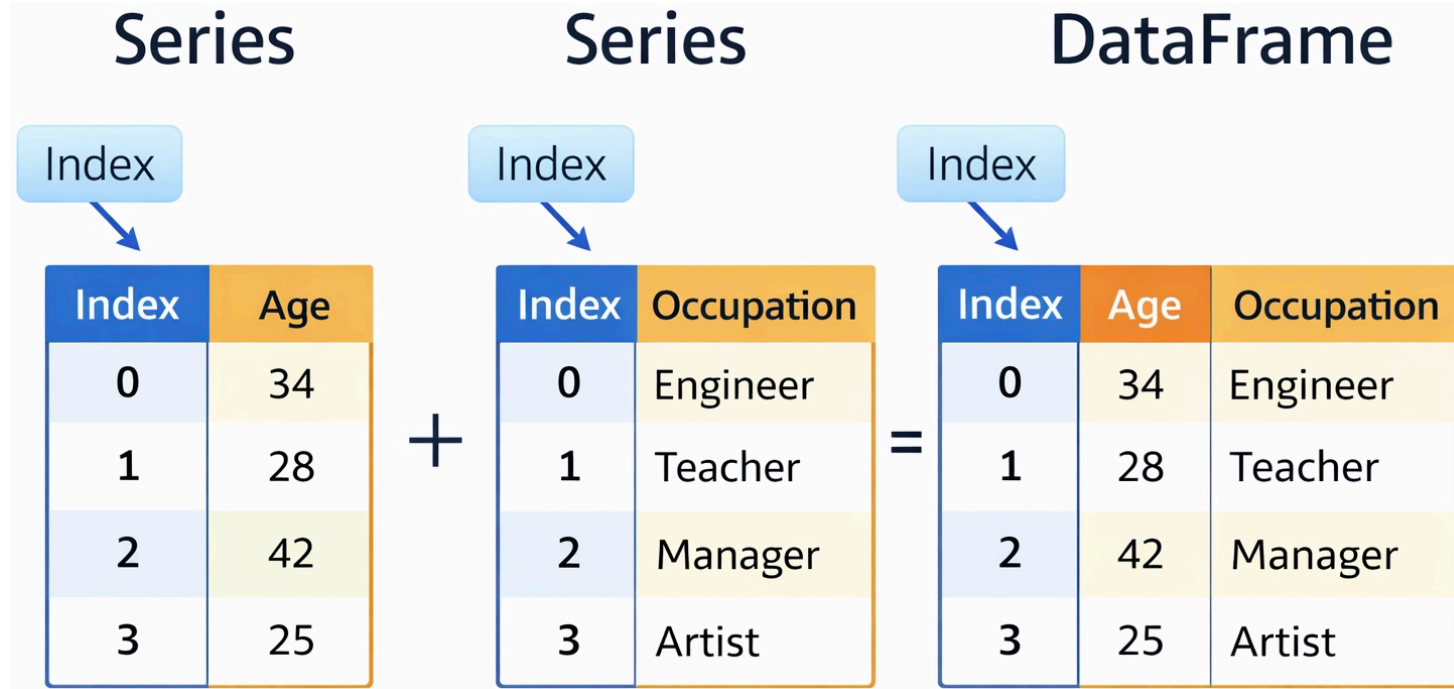 Series Series DataFrame
Index Index Index
Index Age Index Occupation Index Age Occupation
0 34 0 Engineer 0 34 Engineer
1 28 1 Teacher 1 28 Teacher
+ =
2 42 2 Manager 2 42 Manager
3 25 3 Artist 3 25 Artist